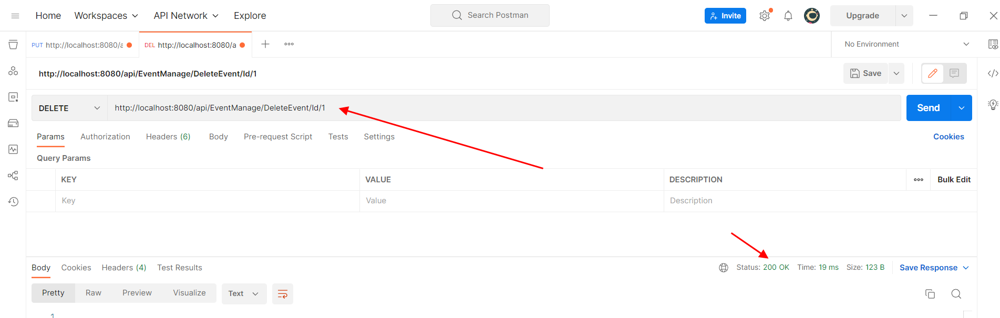 Home Workspaces API Network Explore Search Postman Invite Upgrade
PUT http://localhost:8080/a DEL http://localhost:8080/a No Environment
http://localhost:8080/api/EventManage/DeleteEvent/Id/1 Save
DELETE http://localhost:8080/api/EventManage/DeleteEvent/Id/1 Send
Params Authorization Headers (6) Body Pre-request Script Tests Settings Cookies
Query Params
KEY VALUE DESCRIPTION Bulk Edit
Key Value Description
Body Cookies Headers (4) Test Results Status: 200 OK Time: 19 ms Size: 123 B Save Response
Pretty Raw Preview Visualize Text
1